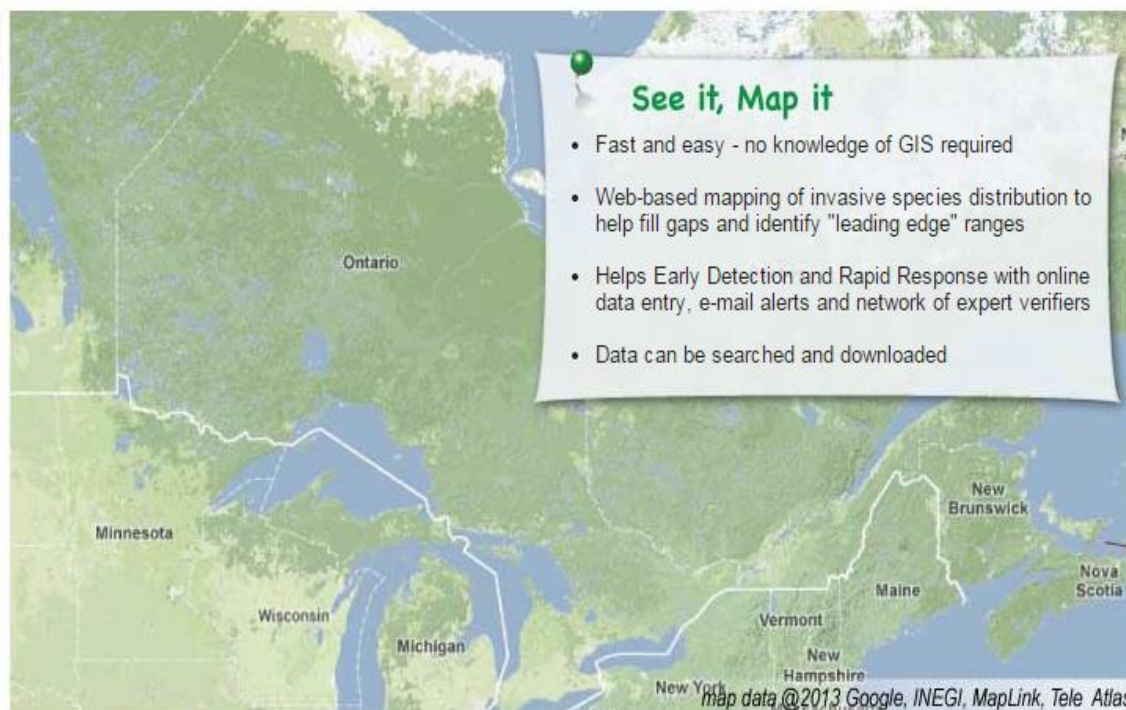 See it, Map it
• Fast and easy - no knowledge of GIS required
• Web-based mapping of invasive species distribution to
help fill gaps and identify "leading edge" ranges
• Helps Early Detection and Rapid Response with online
data entry, e-mail alerts and network of expert verifiers
• Data can be searched and downloaded
Ontario
New
Brunswick
Minnesota
Nova
Scotia
Maine
Wisconsin
Vermont
Michigan
New
Hampshire
New York
map data @2013 Google, INEGI, MapLink, Tele Atlas